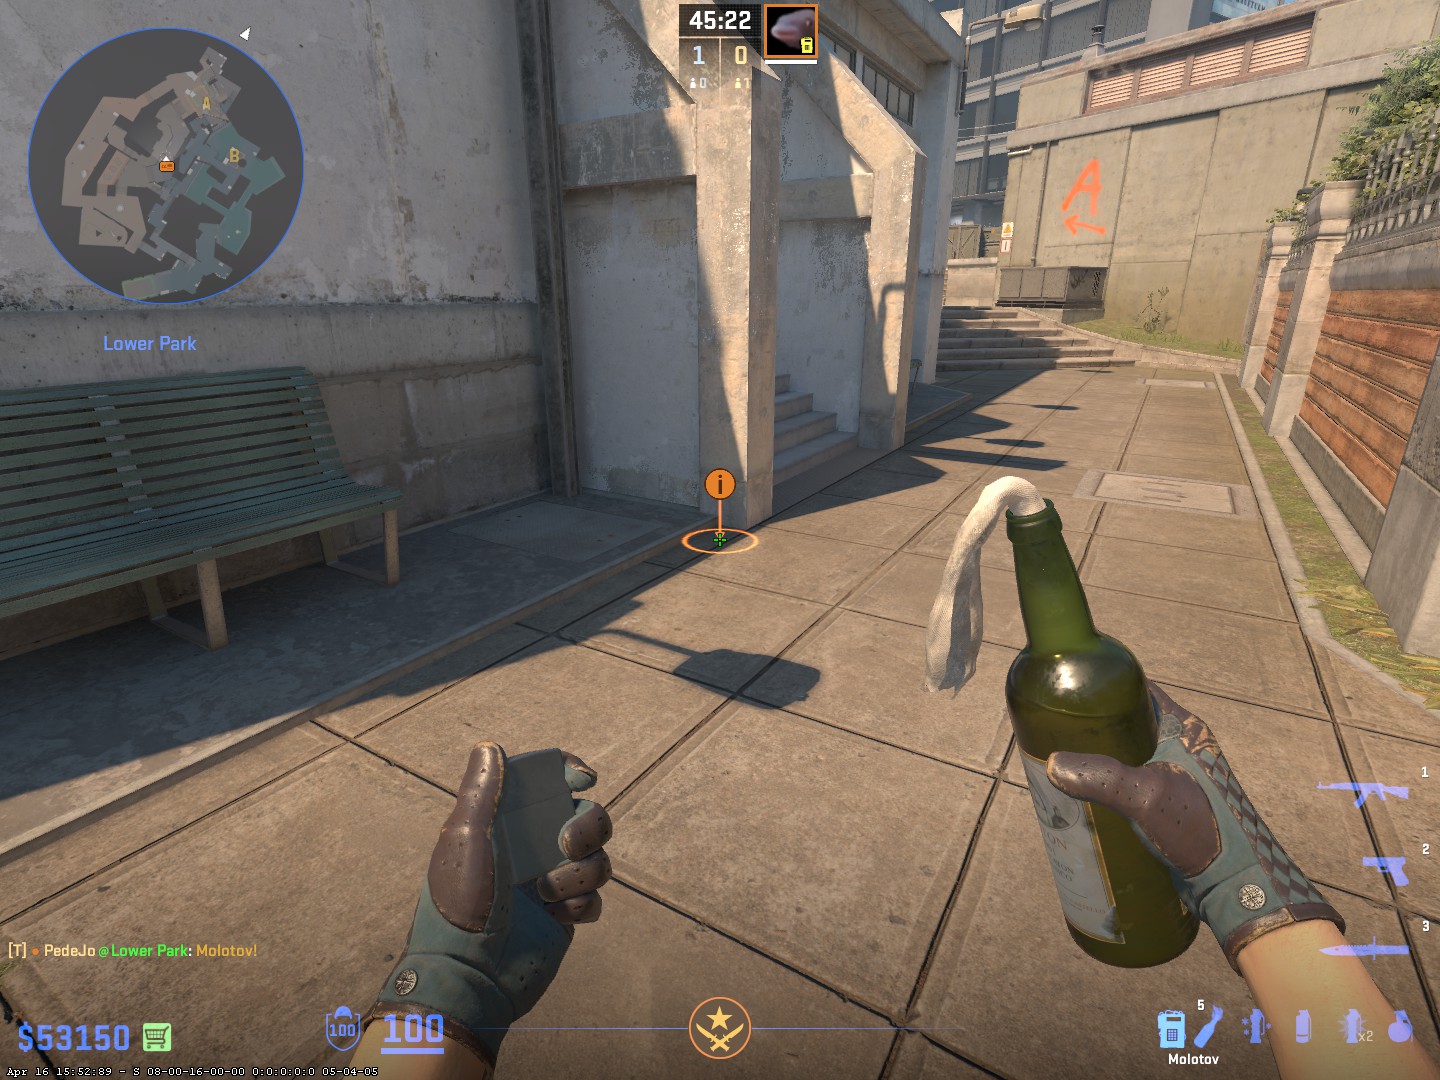 45:22
1 0
0 1
A
B
A
Lower Park
i
1
2
3
[T] PedeJo @Lower Park: Molotov!
$53150
100
100
5
x2
Molotov
Apr 16 15:52:89 - S 08-00-16-00-00 0:0:0:0:0 05-04-05